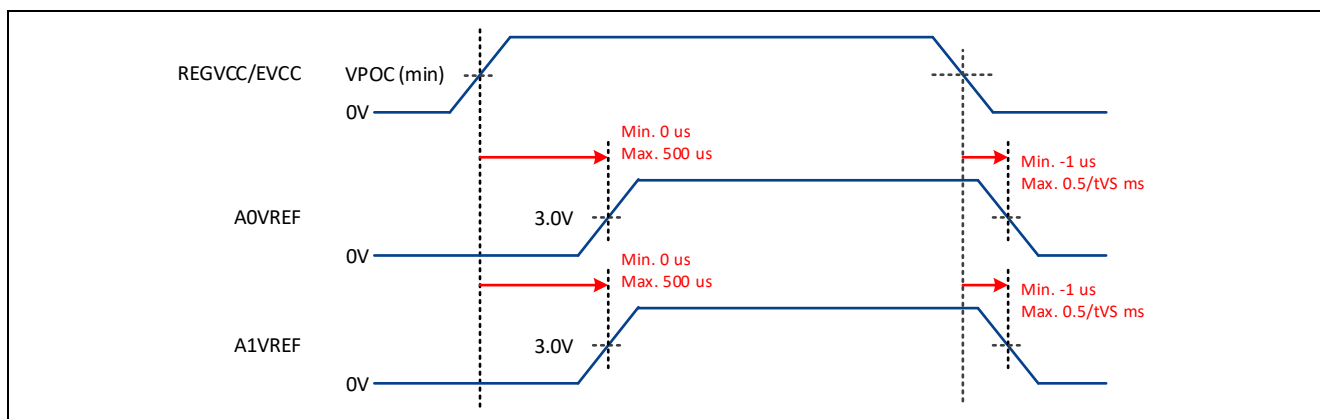 REGVCC/EVCC VPOC (min)
0V
Min. 0 us
Max. 500 us
Min. -1 us
Max. 0.5/tVS ms
A0VREF 3.0V
0V
Min. 0 us
Max. 500 us
Min. -1 us
Max. 0.5/tVS ms
A1VREF 3.0V
0V